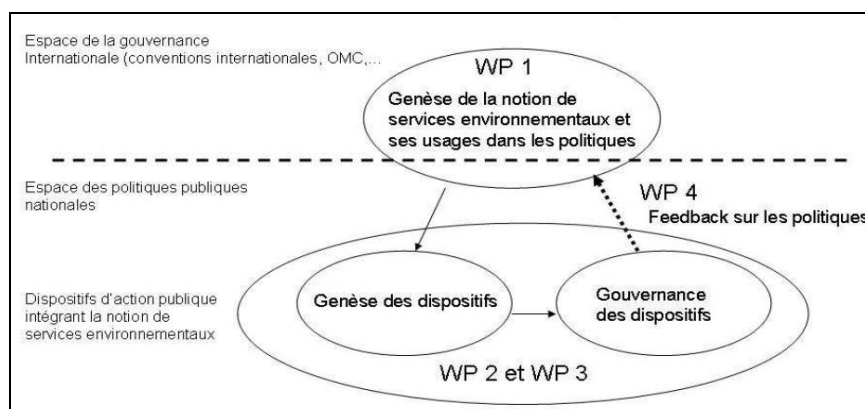 Espace de la gouvernance
Internationale (conventions internationales, OMC,...
WP 1
Genèse de la notion de
services environnementaux et
ses usages dans les politiques
Espace des politiques publiques
nationales
WP 4
Feedback sur les politiques
Dispositifs d'action publique
intégrant la notion de
services environnementaux
Genèse des dispositifs
Gouvernance
des dispositifs
WP 2 et WP 3